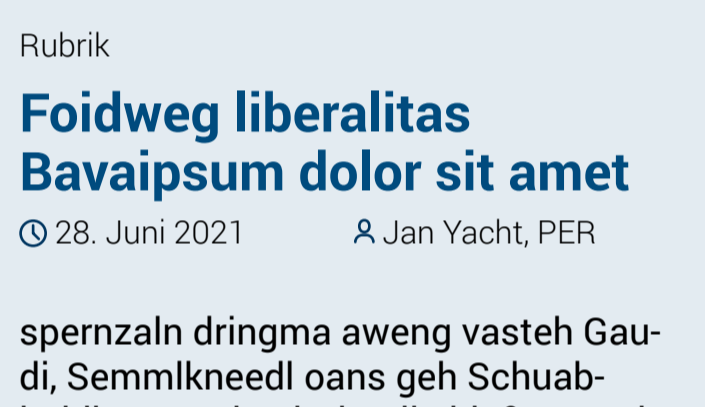 Rubrik
Foidweg liberalitas
Bavaipsum dolor sit amet
28. Juni 2021 Jan Yacht, PER
spernzaln dringma aweng vasteh Gau-
di, Semmlkneedl oans geh Schuab-